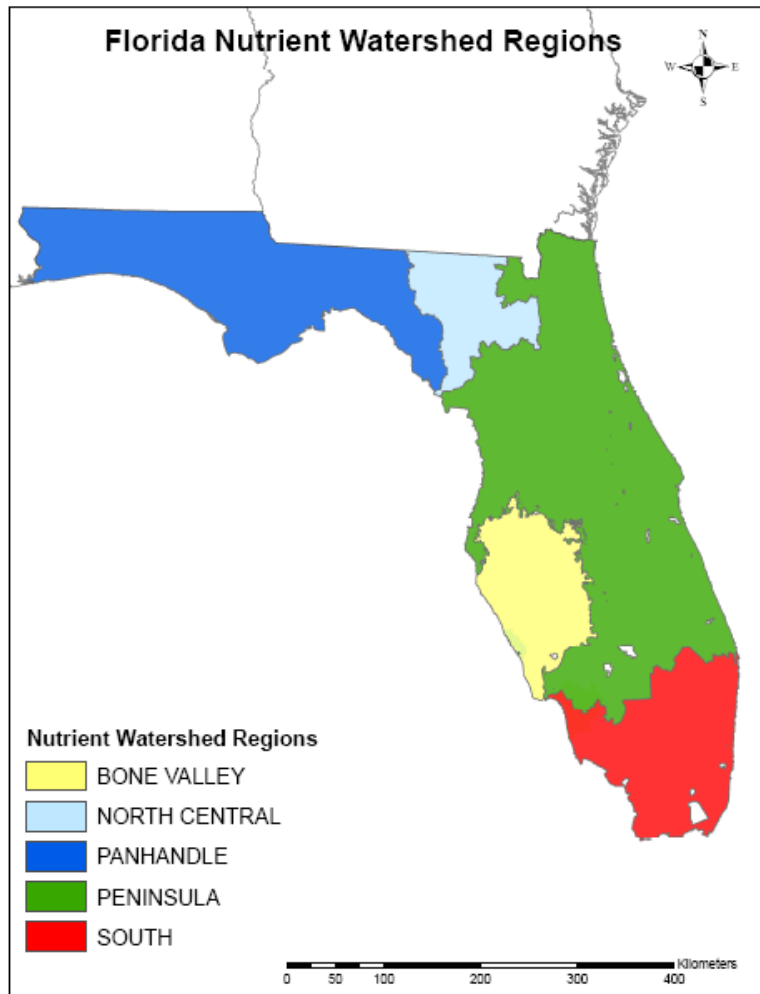 Florida Nutrient Watershed Regions
N
W E
S
Nutrient Watershed Regions
BONE VALLEY
NORTH CENTRAL
PANHANDLE
PENINSULA
SOUTH
Kilometers
0 50 100 200 300 400